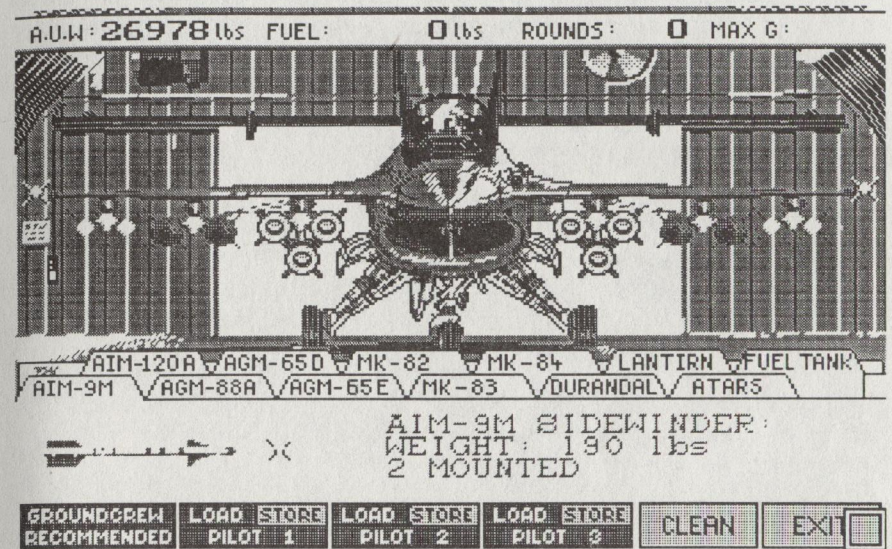 A.U.W: 26978 lbs FUEL: 0 lbs ROUNDS: 0 MAX G:
AIM-120A AGM-65D MK-82 MK-84 LANTIRN FUEL TANK
AIM-9M AGM-88A AGM-65E MK-83 DURANDAL ATARS
AIM-9M SIDEWINDER:
WEIGHT: 190 lbs
2 MOUNTED
GROUNDCREW RECOMMENDED
LOAD STORE PILOT 1
LOAD STORE PILOT 2
LOAD STORE PILOT 3
CLEAN
EXIT